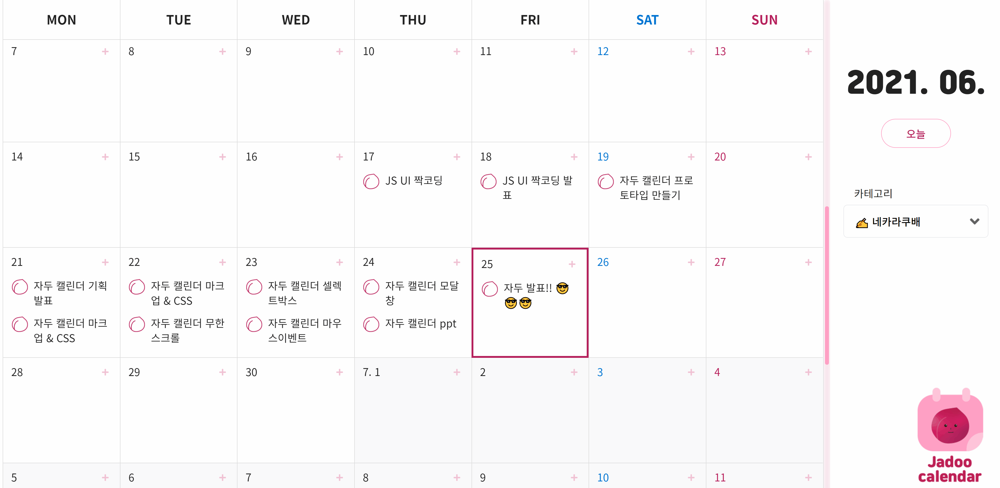 MON TUE WED THU FRI SAT SUN
7 + 8 + 9 + 10 + 11 + 12 + 13 +
2021. 06.
오늘
14 + 15 + 16 + 17 + 18 + 19 + 20 +
JS UI 짝코딩
JS UI 짝코딩 발
표
자두 캘린더 프로
토타입 만들기
카테고리
✍ 네카라쿠배
21 + 22 + 23 + 24 + 25 + 26 + 27 +
자두 캘린더 기획
발표
자두 캘린더 마크
업 & CSS
자두 캘린더 마크
업 & CSS
자두 캘린더 무한
스크롤
자두 캘린더 셀렉
트박스
자두 캘린더 마우
스이벤트
자두 캘린더 모달
창
자두 캘린더 ppt
자두 발표!! 😎
😎😎
28 + 29 + 30 + 7. 1 + 2 + 3 + 4 +
5 + 6 + 7 + 8 + 9 + 10 + 11 +
Jadoo
calendar